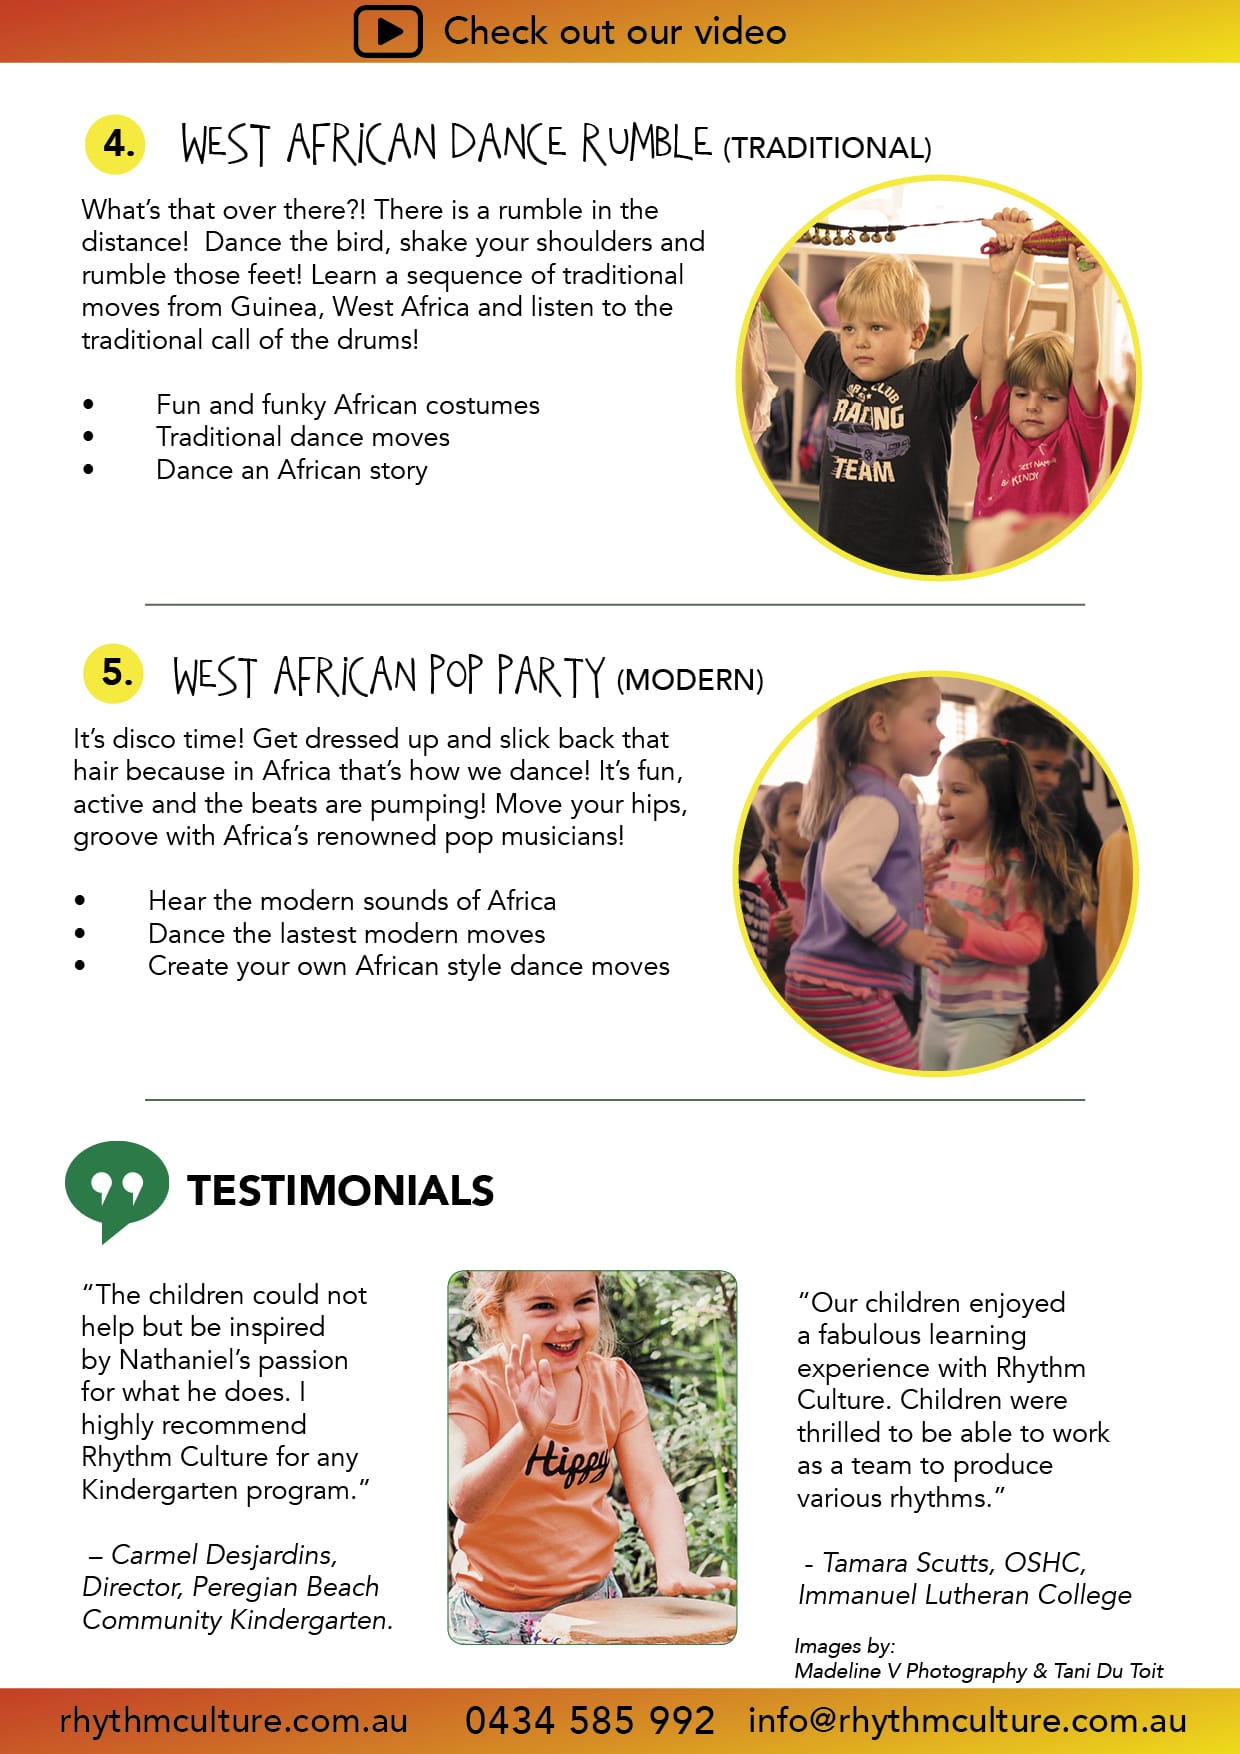 Check out our video
4. WEST AFRICAN DANCE RUMBLE (TRADITIONAL)
What's that over there?! There is a rumble in the
distance!  Dance the bird, shake your shoulders and
rumble those feet! Learn a sequence of traditional
moves from Guinea, West Africa and listen to the
traditional call of the drums!
• Fun and funky African costumes
• Traditional dance moves
• Dance an African story
CLUB
RACING
TEAM
KINDY
5. WEST AFRICAN POP PARTY (MODERN)
It's disco time! Get dressed up and slick back that
hair because in Africa that's how we dance! It's fun,
active and the beats are pumping! Move your hips,
groove with Africa's renowned pop musicians!
• Hear the modern sounds of Africa
• Dance the lastest modern moves
• Create your own African style dance moves
TESTIMONIALS
“The children could not
help but be inspired
by Nathaniel's passion
for what he does. I
highly recommend
Rhythm Culture for any
Kindergarten program.”
– Carmel Desjardins,
Director, Peregian Beach
Community Kindergarten.
Hippy
“Our children enjoyed
a fabulous learning
experience with Rhythm
Culture. Children were
thrilled to be able to work
as a team to produce
various rhythms.”
- Tamara Scutts, OSHC,
Immanuel Lutheran College
Images by:
Madeline V Photography & Tani Du Toit
rhythmculture.com.au 0434 585 992 info@rhythmculture.com.au